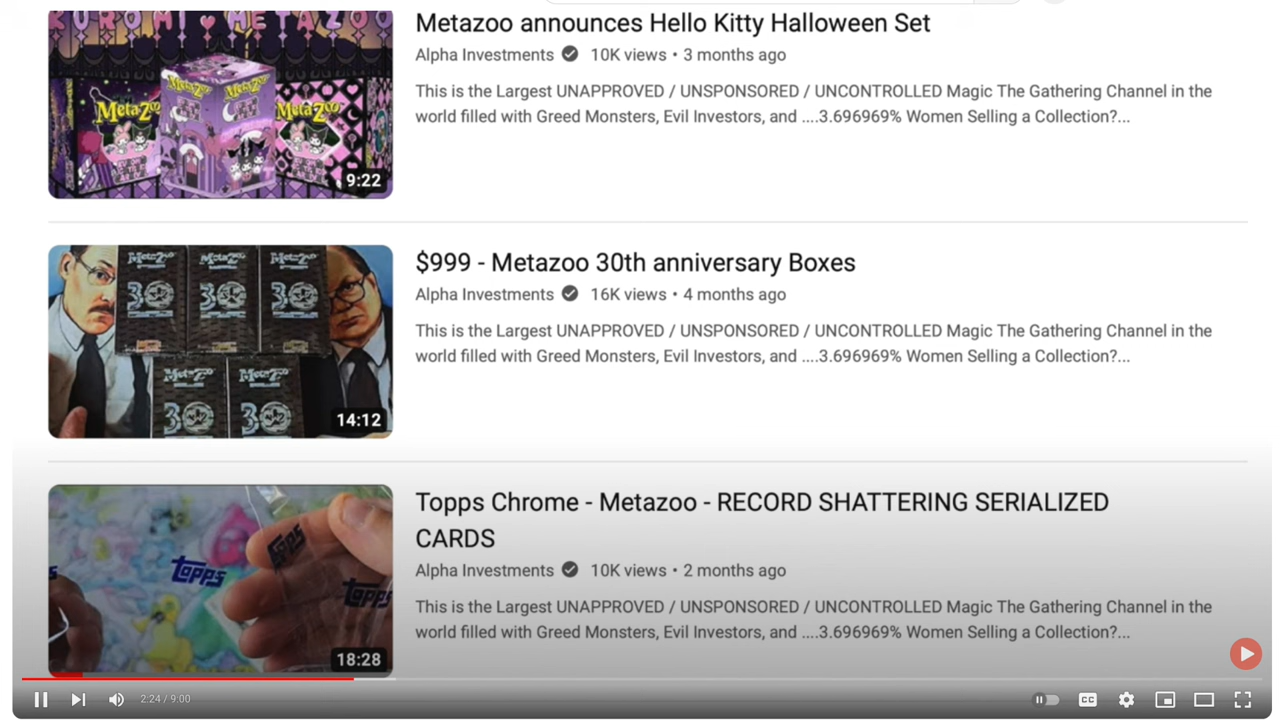 KUROMI METAZOO
MetaZoo
MetaZoo
MetaZoo
MetaZoo
9:22
Metazoo announces Hello Kitty Halloween Set
Alpha Investments 10K views • 3 months ago
This is the Largest UNAPPROVED / UNSPONSORED / UNCONTROLLED Magic The Gathering Channel in the
world filled with Greed Monsters, Evil Investors, and ....3.696969% Women Selling a Collection?...
MetaZoo MetaZoo MetaZoo
30 30 30
MetaZoo MetaZoo
30 30
14:12
$999 - Metazoo 30th anniversary Boxes
Alpha Investments 16K views • 4 months ago
This is the Largest UNAPPROVED / UNSPONSORED / UNCONTROLLED Magic The Gathering Channel in the
world filled with Greed Monsters, Evil Investors, and ....3.696969% Women Selling a Collection?...
topps
topps
topps
18:28
Topps Chrome - Metazoo - RECORD SHATTERING SERIALIZED
CARDS
Alpha Investments 10K views • 2 months ago
This is the Largest UNAPPROVED / UNSPONSORED / UNCONTROLLED Magic The Gathering Channel in the
world filled with Greed Monsters, Evil Investors, and ....3.696969% Women Selling a Collection?...
2:24 / 9:00
CC